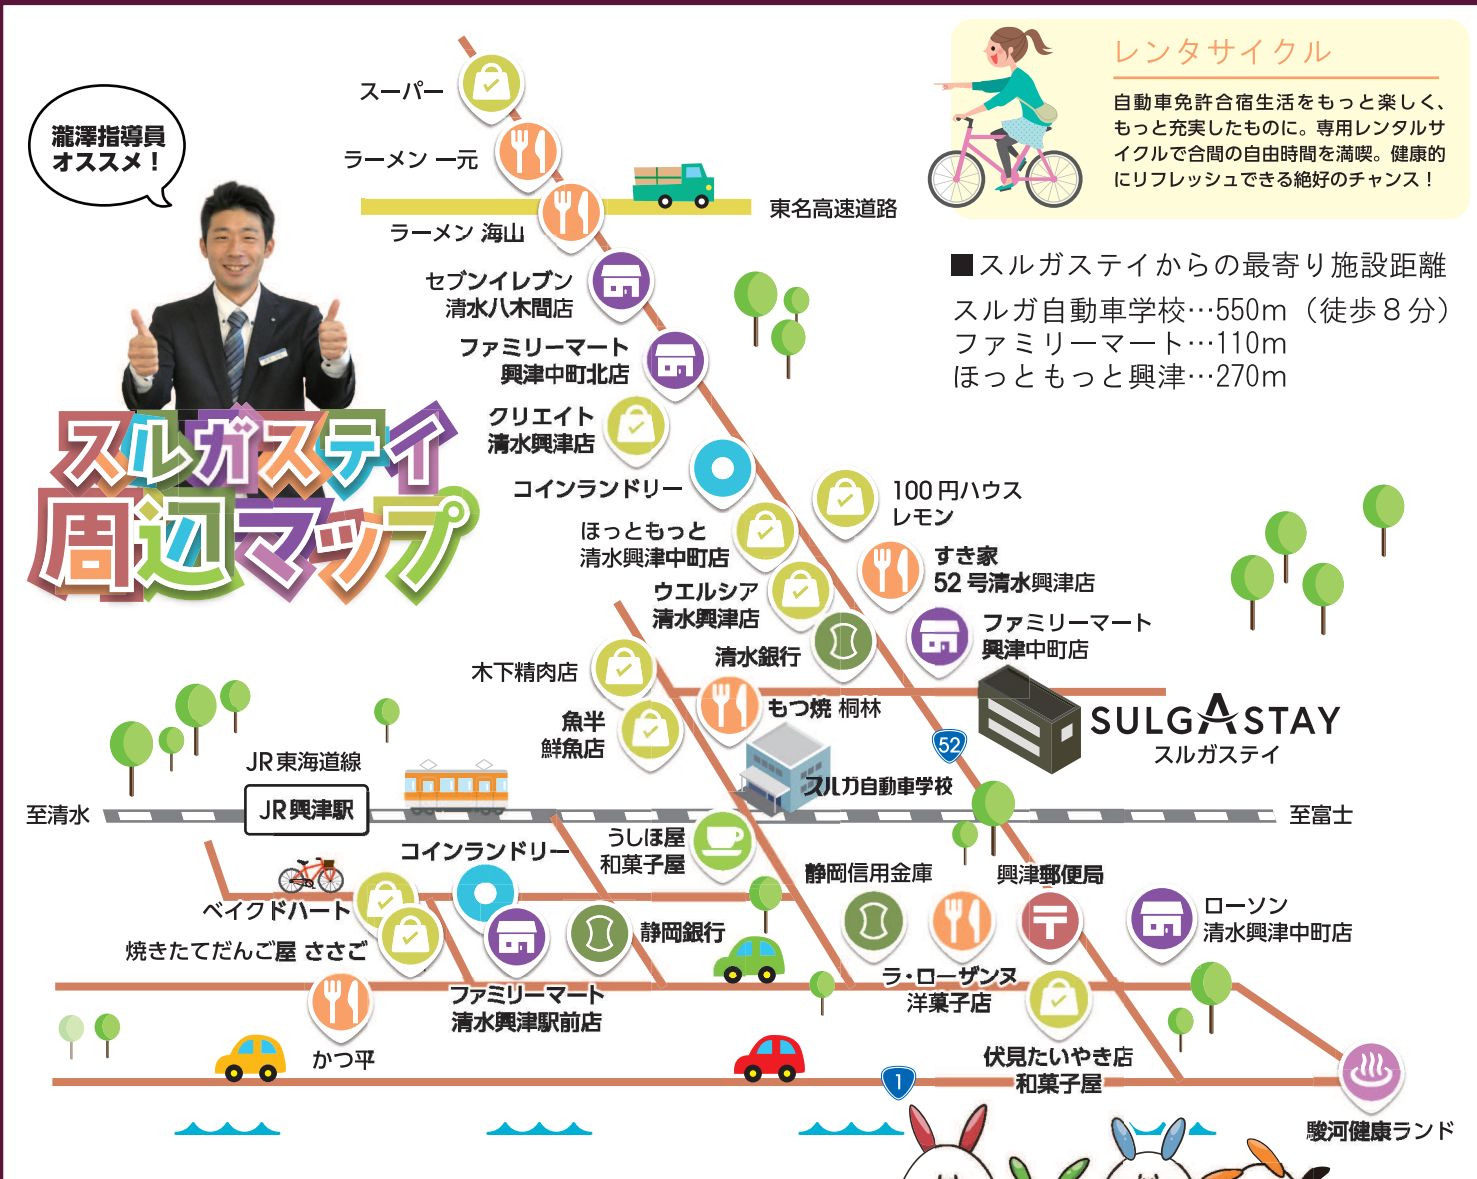 瀧澤指導員
オススメ！
スルガステイ
周辺マップ
レンタサイクル
自動車免許合宿生活をもっと楽しく、
もっと充実したものに。専用レンタルサ
イクルで合間の自由時間を満喫。健康的
にリフレッシュできる絶好のチャンス！
■スルガステイからの最寄り施設距離
スルガ自動車学校…550m（徒歩８分）
ファミリーマート…110m
ほっともっと興津…270m
スーパー
ラーメン 一元
東名高速道路
ラーメン 海山
セブンイレブン
清水八木間店
ファミリーマート
興津中町北店
クリエイト
清水興津店
コインランドリー
100 円ハウス
レモン
ほっともっと
清水興津中町店
すき家
52 号清水興津店
ウエルシア
清水興津店
ファミリーマート
興津中町店
清水銀行
木下精肉店
もつ焼 桐林
魚半
鮮魚店
52
SULGASTAY
スルガステイ
スルガ自動車学校
JR東海道線
JR興津駅
至清水
至富士
うしほ屋
和菓子屋
コインランドリー
静岡信用金庫
興津郵便局
ローソン
清水興津中町店
ベイクドハート
静岡銀行
焼きたてだんご屋 ささご
ラ・ローザンヌ
洋菓子店
ファミリーマート
清水興津駅前店
かつ平
伏見たいやき店
和菓子屋
1
駿河健康ランド